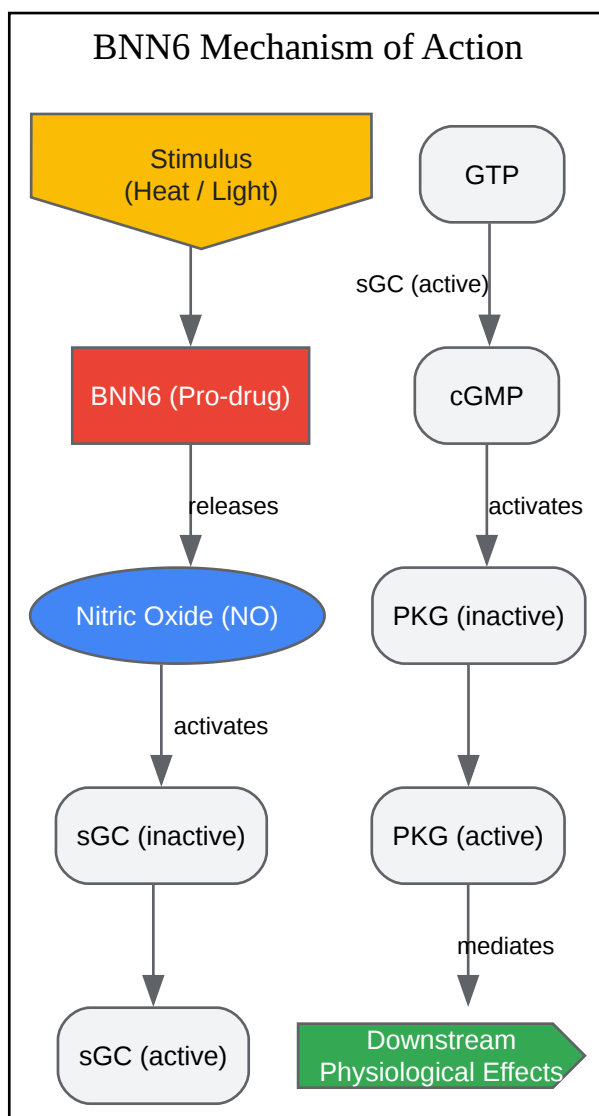 BNN6 Mechanism of Action
Stimulus
(Heat / Light)
BNN6 (Pro-drug)
releases
Nitric Oxide (NO)
activates
sGC (inactive)
sGC (active)
GTP
sGC (active)
cGMP
activates
PKG (inactive)
PKG (active)
mediates
Downstream
Physiological Effects